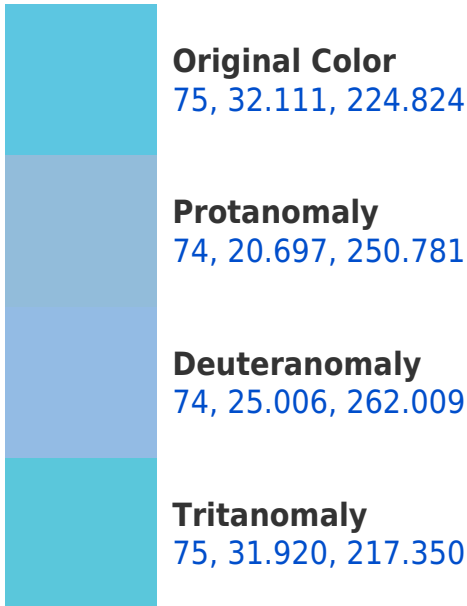 Original Color
75, 32.111, 224.824
Protanomaly
74, 20.697, 250.781
Deuteranomaly
74, 25.006, 262.009
Tritanomaly
75, 31.920, 217.350